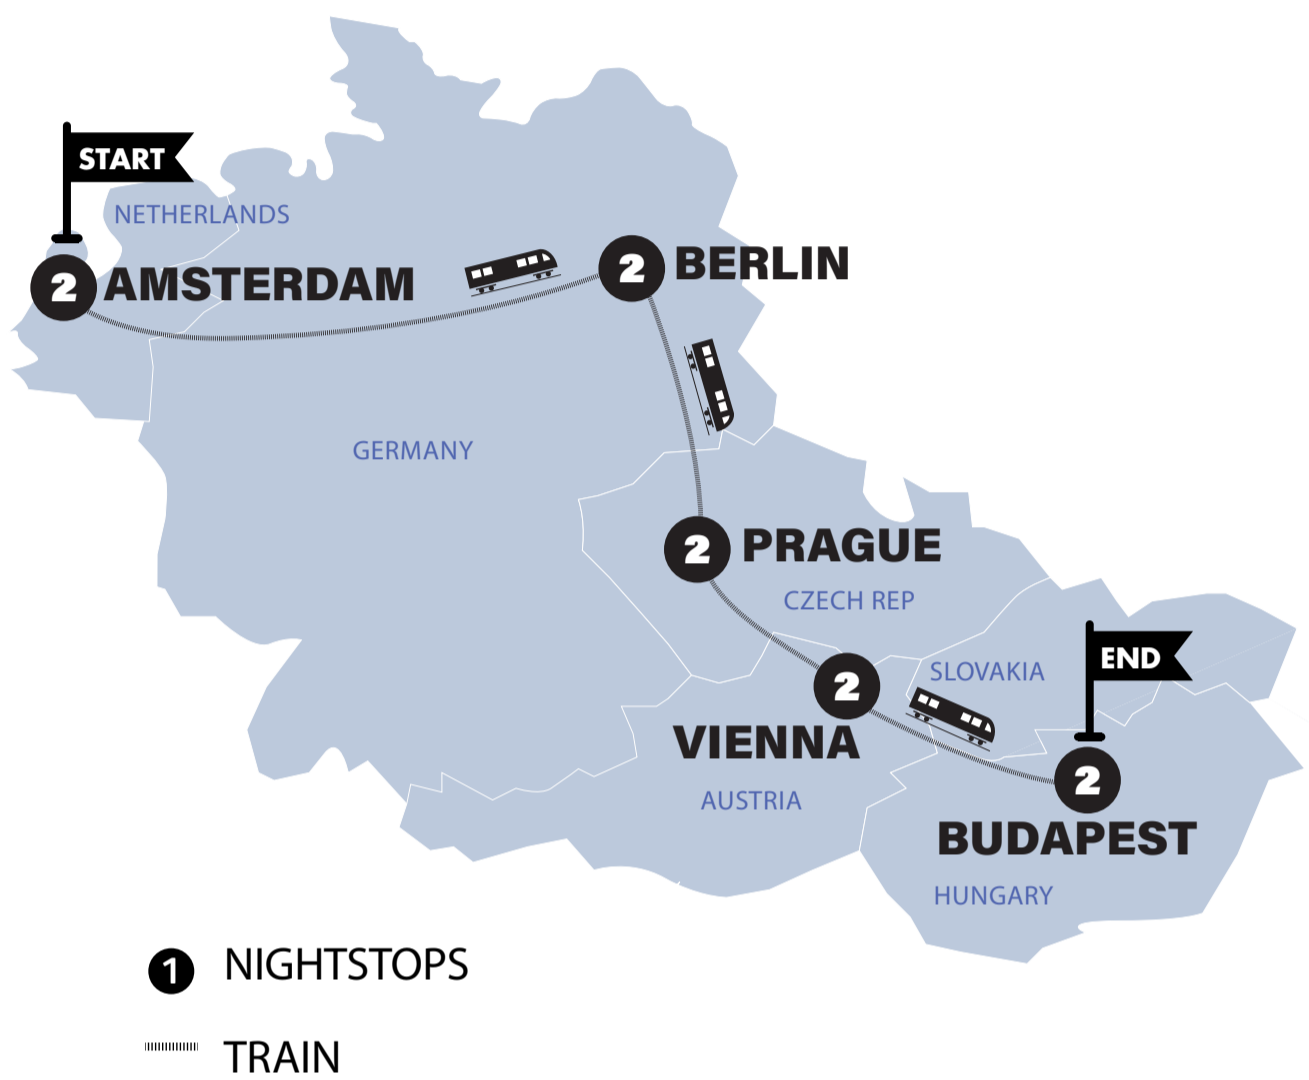 START
NETHERLANDS
2 AMSTERDAM
2 BERLIN
GERMANY
2 PRAGUE
CZECH REP
END
SLOVAKIA
2
VIENNA
AUSTRIA
2
BUDAPEST
HUNGARY
1 NIGHTSTOPS
TRAIN